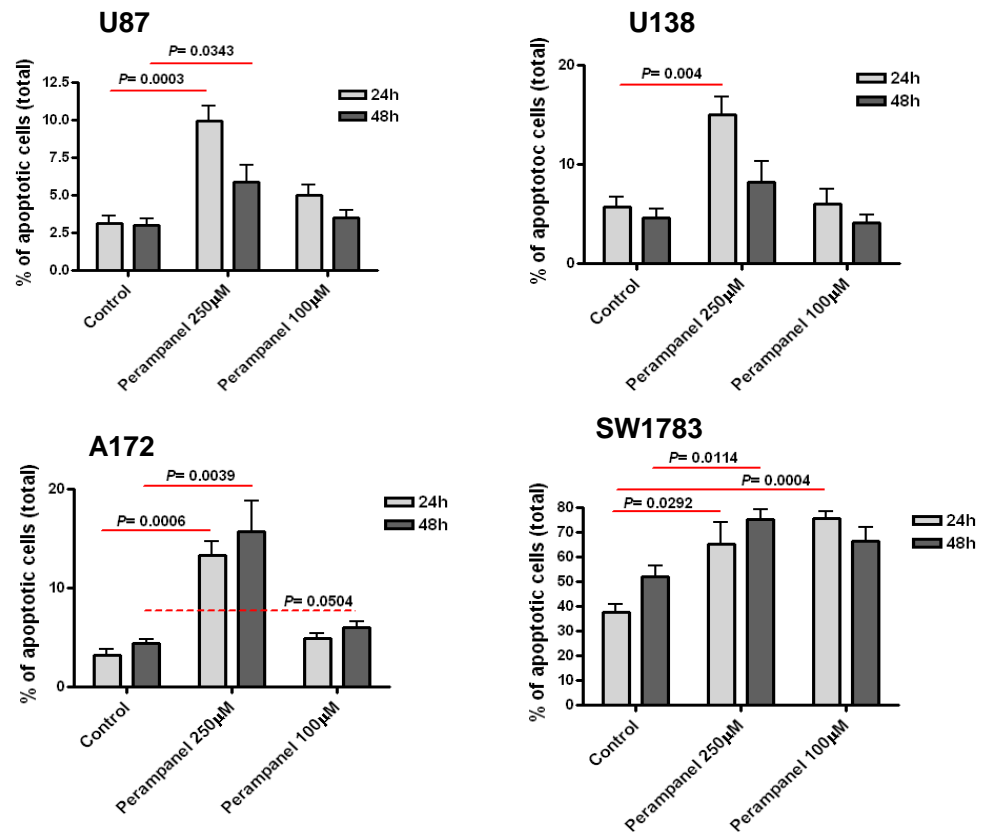 U87
P= 0.0343
P= 0.0003
% of apoptotic cells (total)
12.5
10.0
7.5
5.0
2.5
0.0
24h
48h
Control
Perampanel 250µM
Perampanel 100µM
U138
P= 0.004
% of apoptotoc cells (total)
20
10
0
24h
48h
Control
Perampanel 250µM
Perampanel 100µM
A172
P= 0.0039
P= 0.0006
P= 0.0504
% of apoptotic cells (total)
20
10
0
24h
48h
Control
Perampanel 250µM
Perampanel 100µM
SW1783
P= 0.0114
P= 0.0004
P= 0.0292
% of apoptotic cells (total)
80
70
60
50
40
30
20
10
0
24h
48h
Control
Perampanel 250µM
Perampanel 100µM